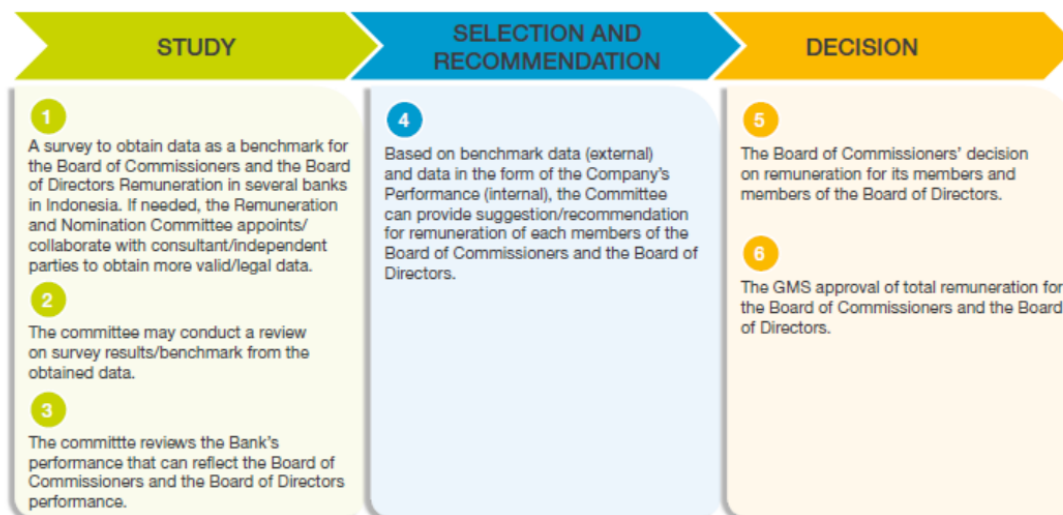 STUDY
SELECTION AND
RECOMMENDATION
DECISION
1
A survey to obtain data as a benchmark for
the Board of Commissioners and the Board
of Directors Remuneration in several banks
in Indonesia. If needed, the Remuneration
and Nomination Committee appoints/
collaborate with consultant/independent
parties to obtain more valid/legal data.
2
The committee may conduct a review
on survey results/benchmark from the
obtained data.
3
The committte reviews the Bank's
performance that can reflect the Board of
Commissioners and the Board of Directors
performance.
4
Based on benchmark data (external)
and data in the form of the Company's
Performance (internal), the Committee
can provide suggestion/recommendation
for remuneration of each members of the
Board of Commissioners and the Board of
Directors.
5
The Board of Commissioners' decision
on remuneration for its members and
members of the Board of Directors.
6
The GMS approval of total remuneration for
the Board of Commissioners and the Board
of Directors.